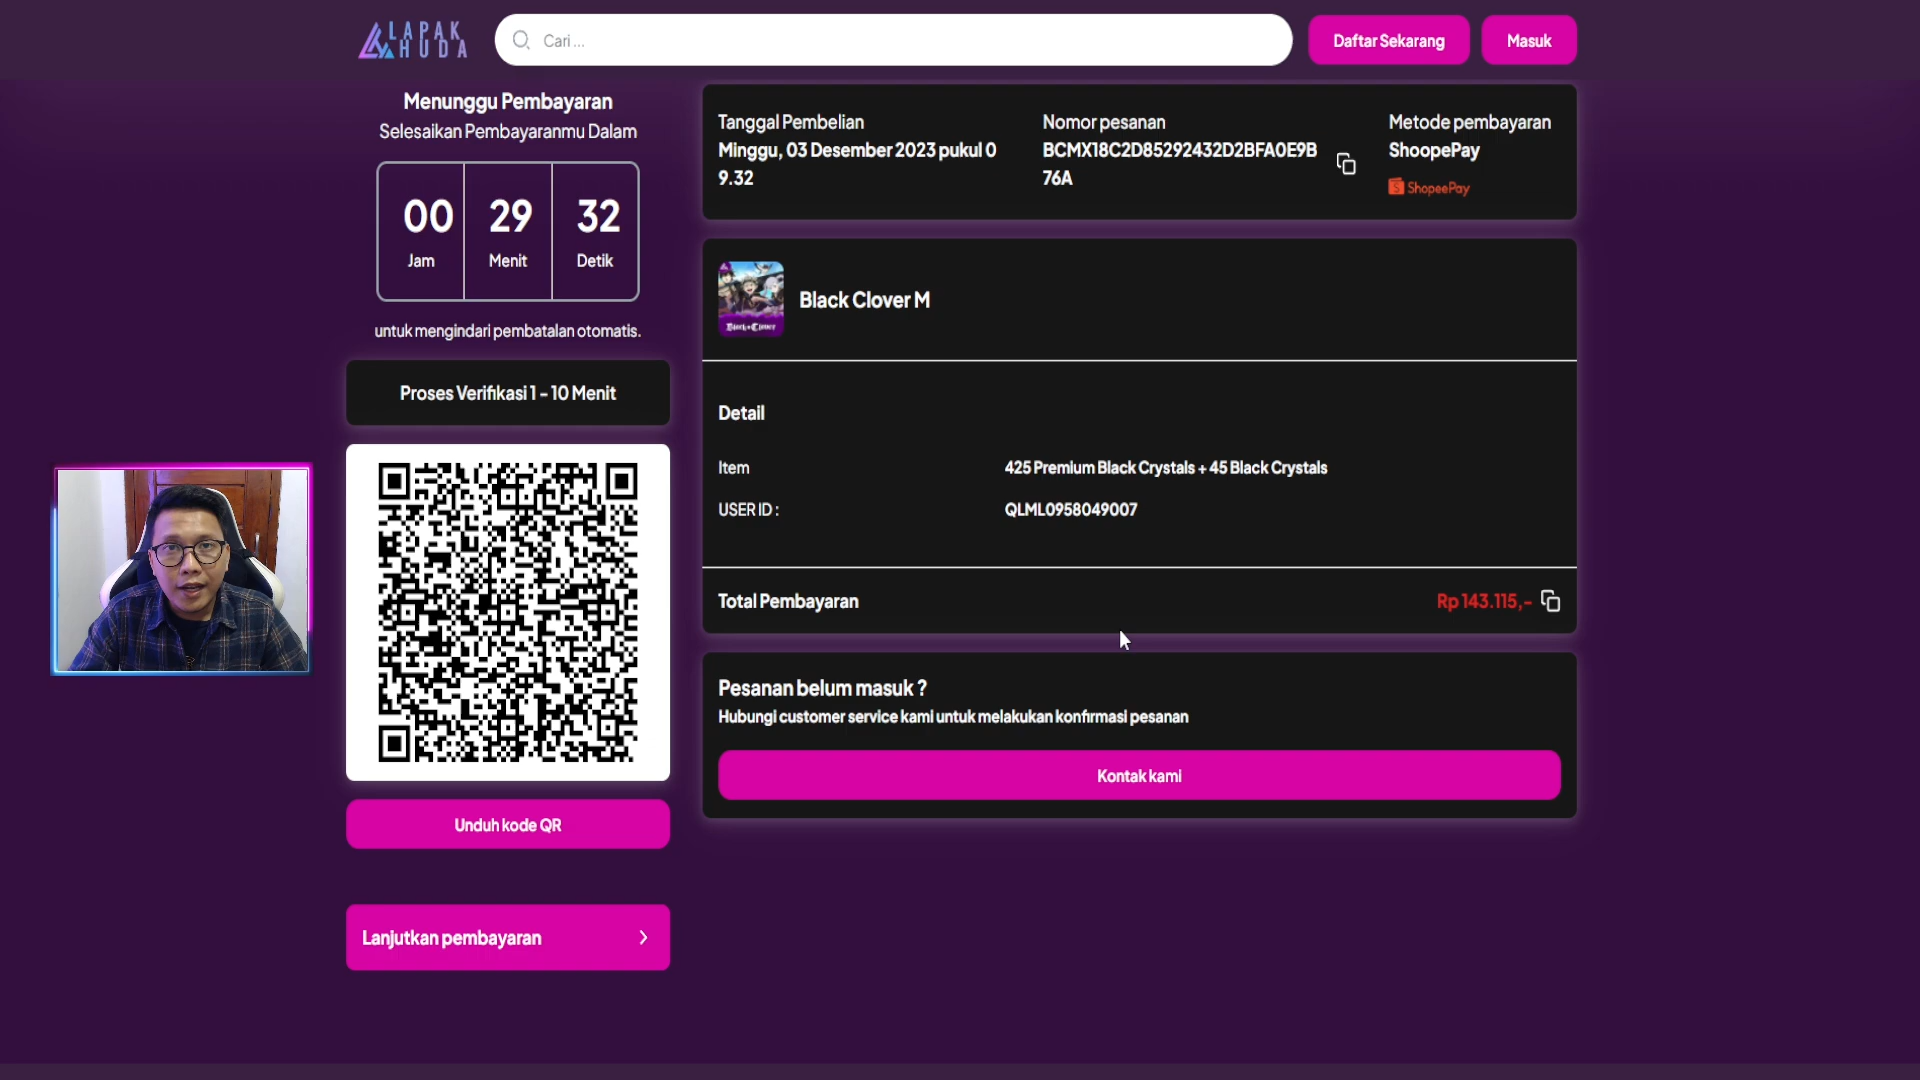 LAPAK
HUDA
Cari ...
Daftar Sekarang
Masuk
Menunggu Pembayaran
Selesaikan Pembayaranmu Dalam
00
29
32
Jam
Menit
Detik
untuk mengindari pembatalan otomatis.
Proses Verifikasi 1 - 10 Menit
Unduh kode QR
Lanjutkan pembayaran
Tanggal Pembelian
Minggu, 03 Desember 2023 pukul 0
9.32
Nomor pesanan
BCMX18C2D85292432D2BFA0E9B
76A
Metode pembayaran
ShoopePay
ShopeePay
Black Clover
Black Clover M
Detail
Item
425 Premium Black Crystals + 45 Black Crystals
USER ID :
QLML0958049007
Total Pembayaran
Rp 143.115,-
Pesanan belum masuk ?
Hubungi customer service kami untuk melakukan konfirmasi pesanan
Kontak kami